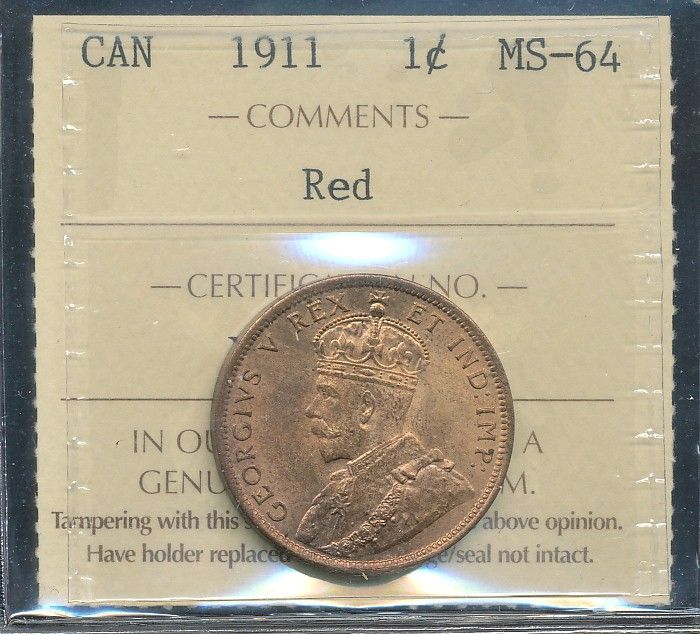 CAN 1911 1¢ MS-64
— COMMENTS —
Red
— CERTIFIC N NO. —
GEORGIVS V REX ET IND: IMP:
IN OU A
GENU M.
Tampering with this s above opinion.
Have holder replaced e/seal not intact.